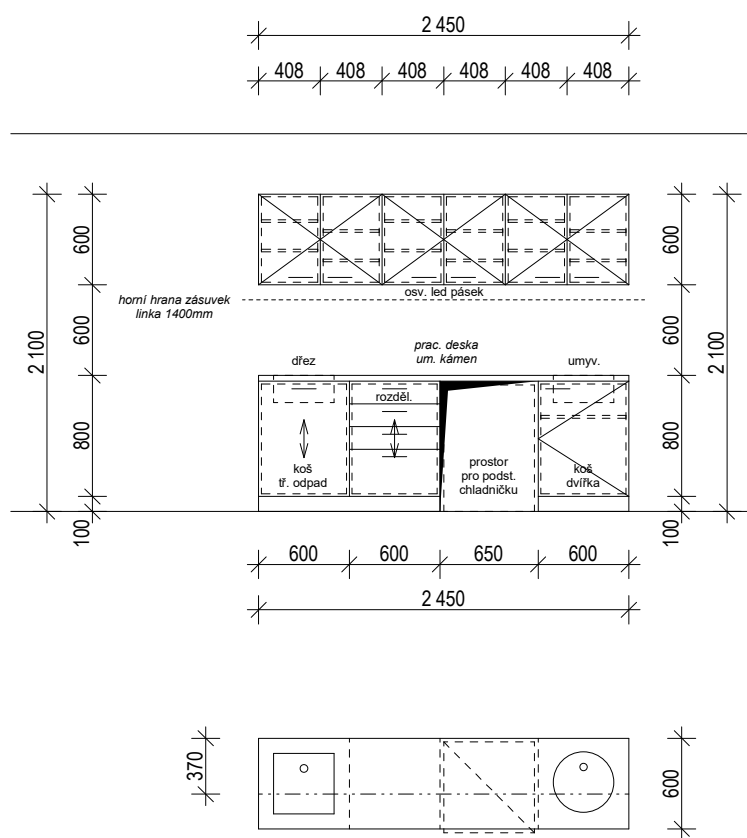 2 450
408 408 408 408 408 408
600 600
osv. led pásek
horní hrana zásuvek
linka 1400mm
2 100 600 600 2 100
prac. deska
um. kámen
dřez umyv.
rozděl.
800 800
koš
tř. odpad
prostor
pro podst.
chladničku
koš
dvířka
100 100
600 600 650 600
2 450
370 600